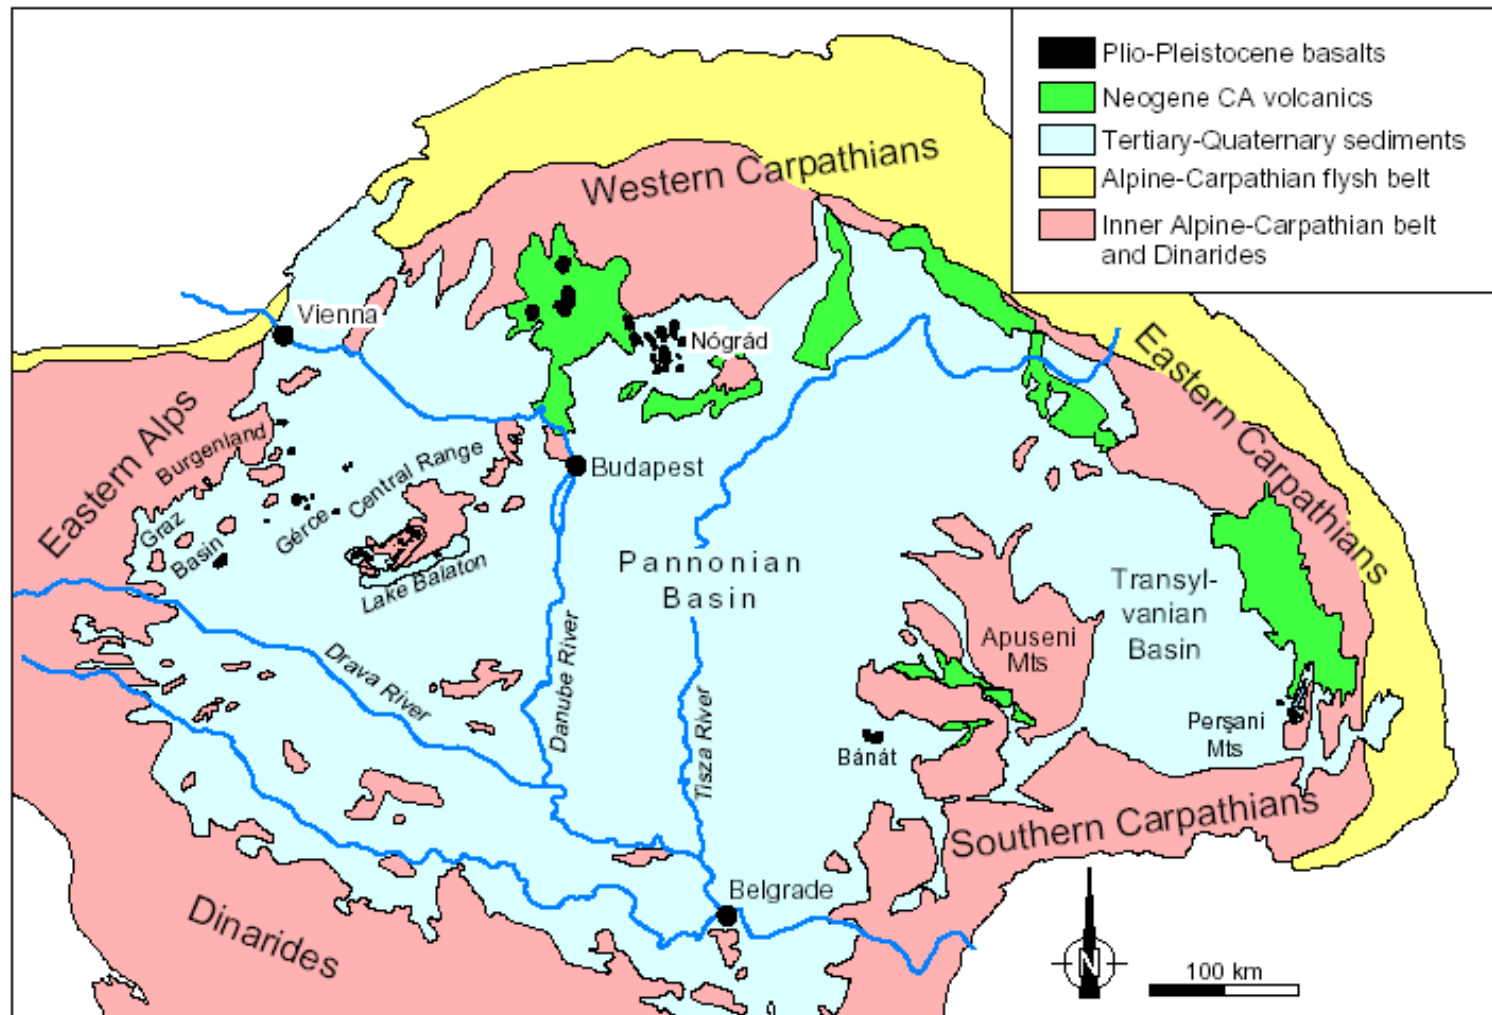 Plio-Pleistocene basalts
Neogene CA volcanics
Tertiary-Quaternary sediments
Alpine-Carpathian flysh belt
Inner Alpine-Carpathian belt
and Dinarides
Western Carpathians
Vienna
Nógrád
Eastern Carpathians
Eastern Alps
Burgenland
Central Range
Budapest
Graz
Basin
Gérce
Lake Balaton
Pannonian
Basin
Transyl-
vanian
Basin
Apuseni
Mts
Drava River
Danube River
Tisza River
Bánát
Perşani
Mts
Southern Carpathians
Belgrade
Dinarides
N
100 km